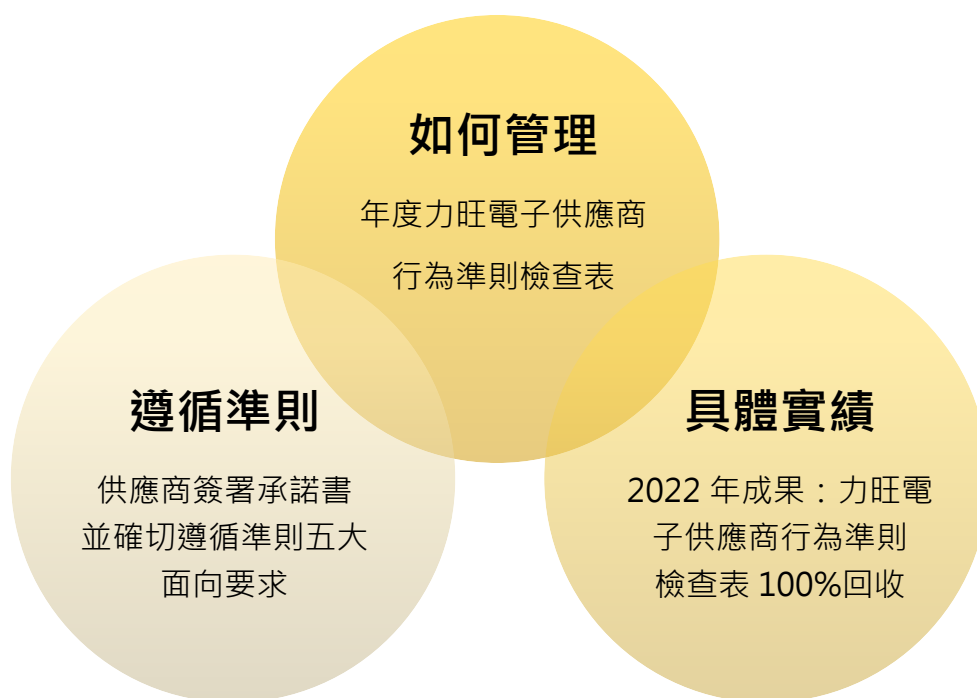 如何管理
年度力旺電子供應商
行為準則檢查表
遵循準則
供應商簽署承諾書
並確切遵循準則五大
面向要求
具體實績
2022 年成果：力旺電
子供應商行為準則
檢查表 100%回收